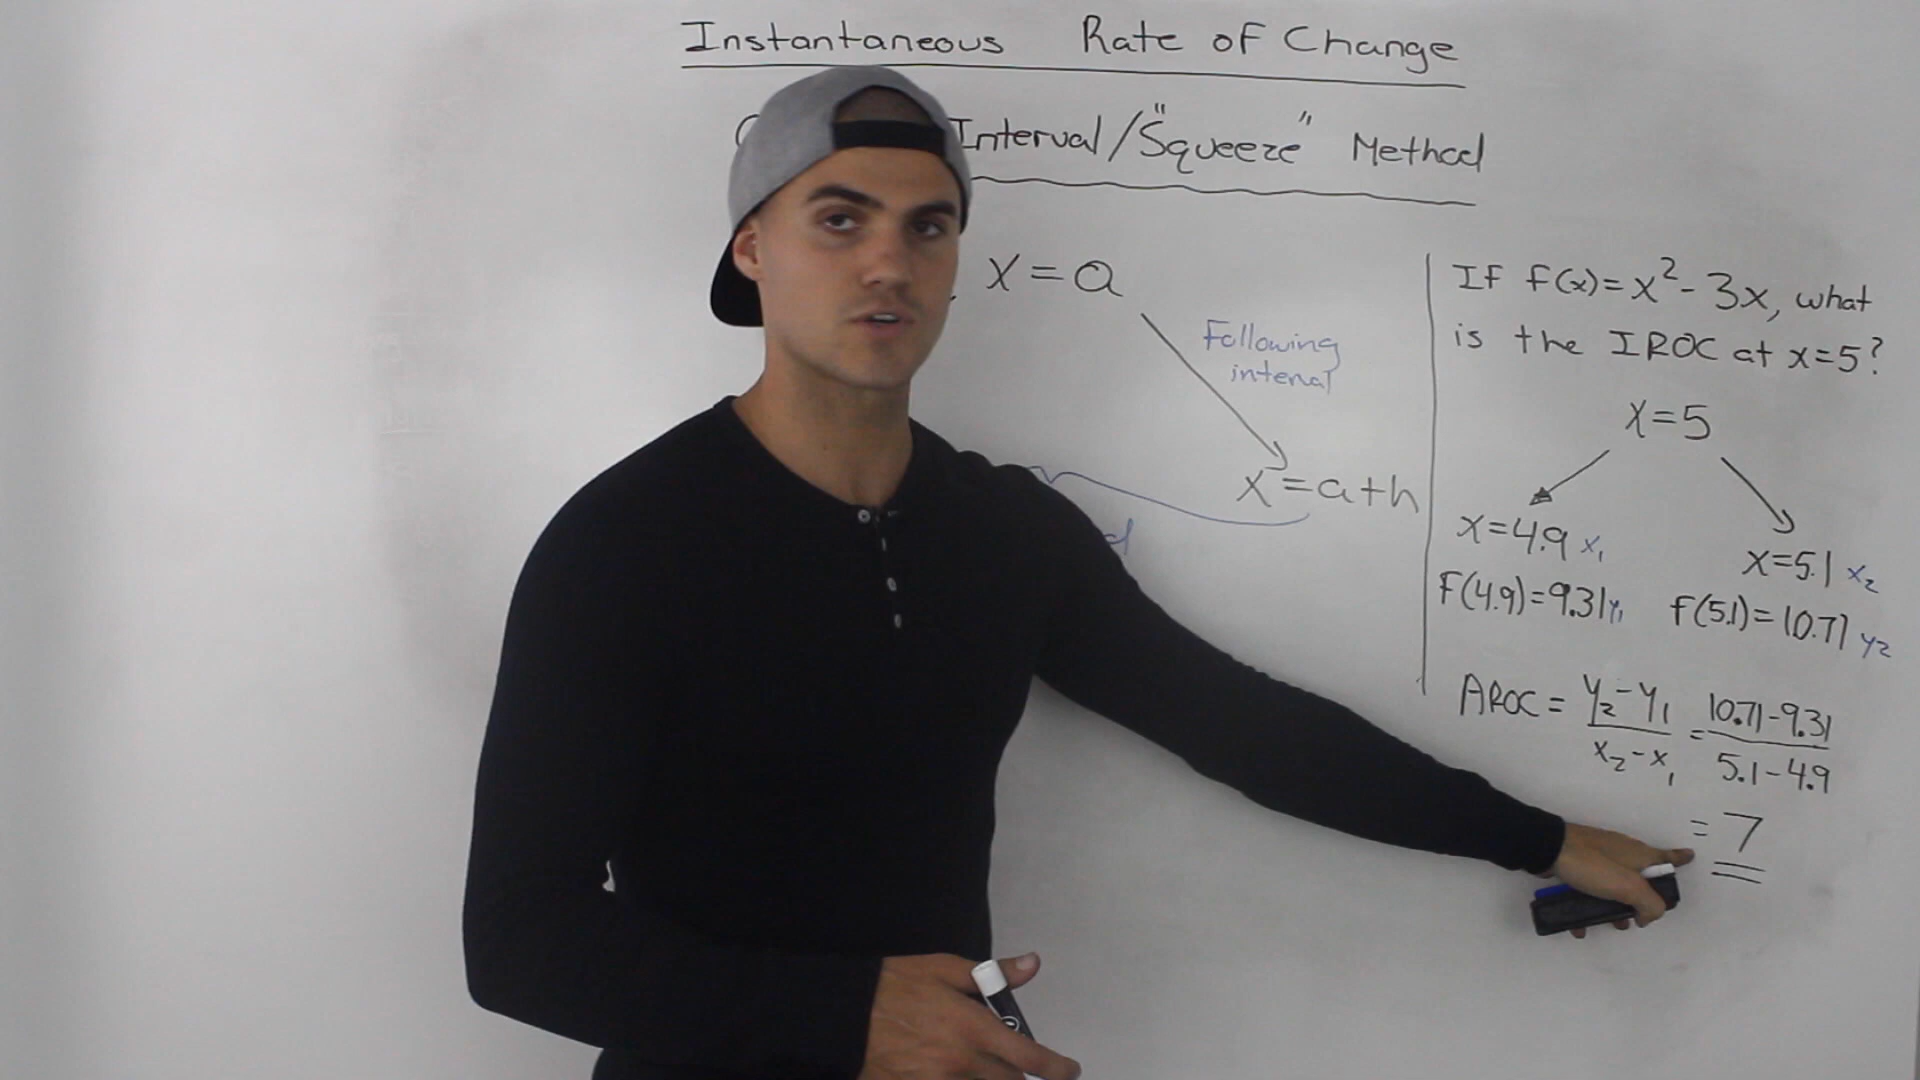 Instantaneous Rate of Change
Interval/"Squeeze" Method
x=a
Following
interval
x=a+h
If f(x)=x²-3x, what
is the IROC at x=5?
x=5
x=4.9 x₁
x=5.1 x₂
F(4.9)=9.31 y₁
f(5.1)=10.71 y₂
AROC = y₂-y₁/x₂-x₁ = 10.71-9.31/5.1-4.9
= 7